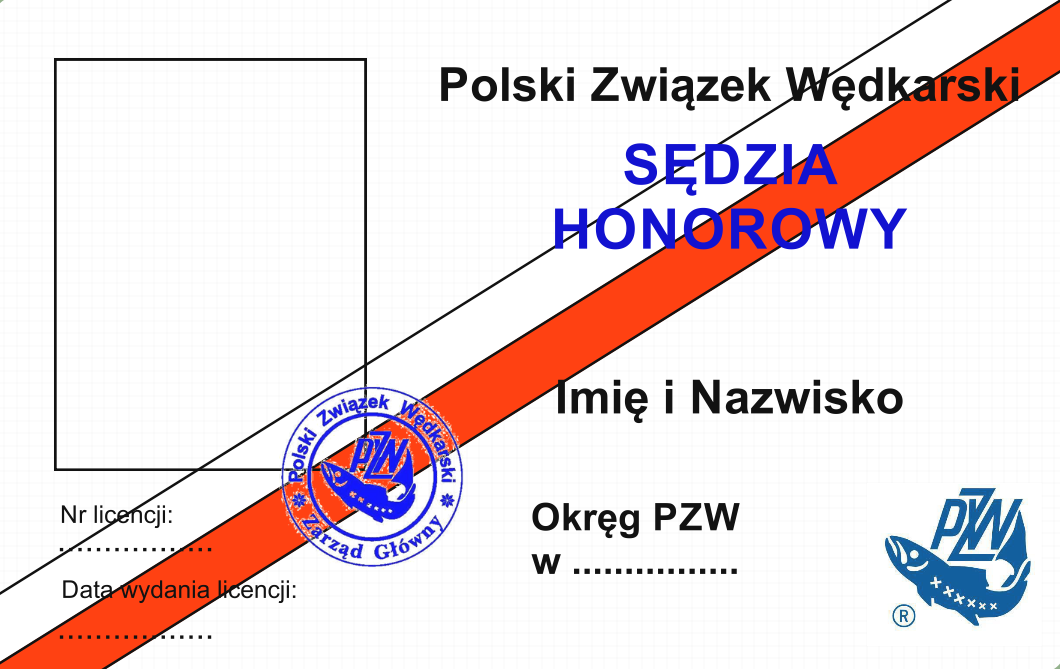 Polski Związek Wędkarski
SĘDZIA
HONOROWY
Imię i Nazwisko
Polski Związek Wędkarski
PZW
Zarząd Główny
Nr licencji:
.................
Data wydania licencji:
.................
Okręg PZW
w ................
PZW
®